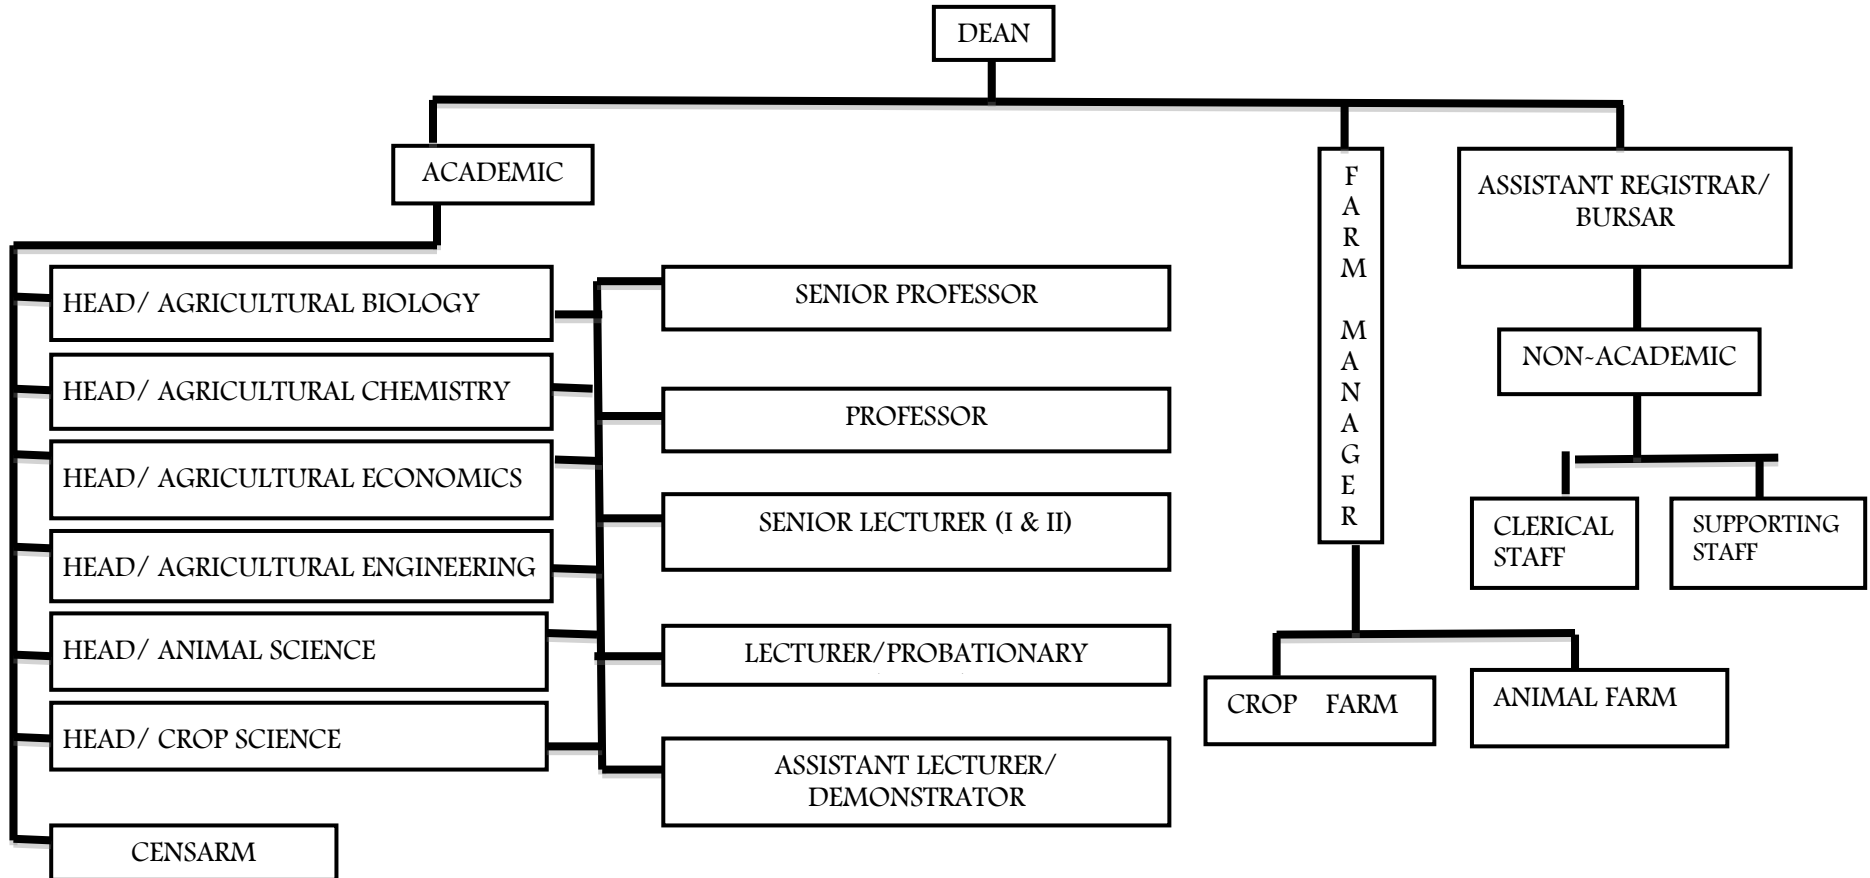 DEAN
ACADEMIC
FARM MANAGER
ASSISTANT REGISTRAR/
BURSAR
HEAD/ AGRICULTURAL BIOLOGY
HEAD/ AGRICULTURAL CHEMISTRY
HEAD/ AGRICULTURAL ECONOMICS
HEAD/ AGRICULTURAL ENGINEERING
HEAD/ ANIMAL SCIENCE
HEAD/ CROP SCIENCE
CENSARM
SENIOR PROFESSOR
PROFESSOR
SENIOR LECTURER (I & II)
LECTURER/PROBATIONARY
ASSISTANT LECTURER/
DEMONSTRATOR
CROP FARM
ANIMAL FARM
NON-ACADEMIC
CLERICAL
STAFF
SUPPORTING
STAFF